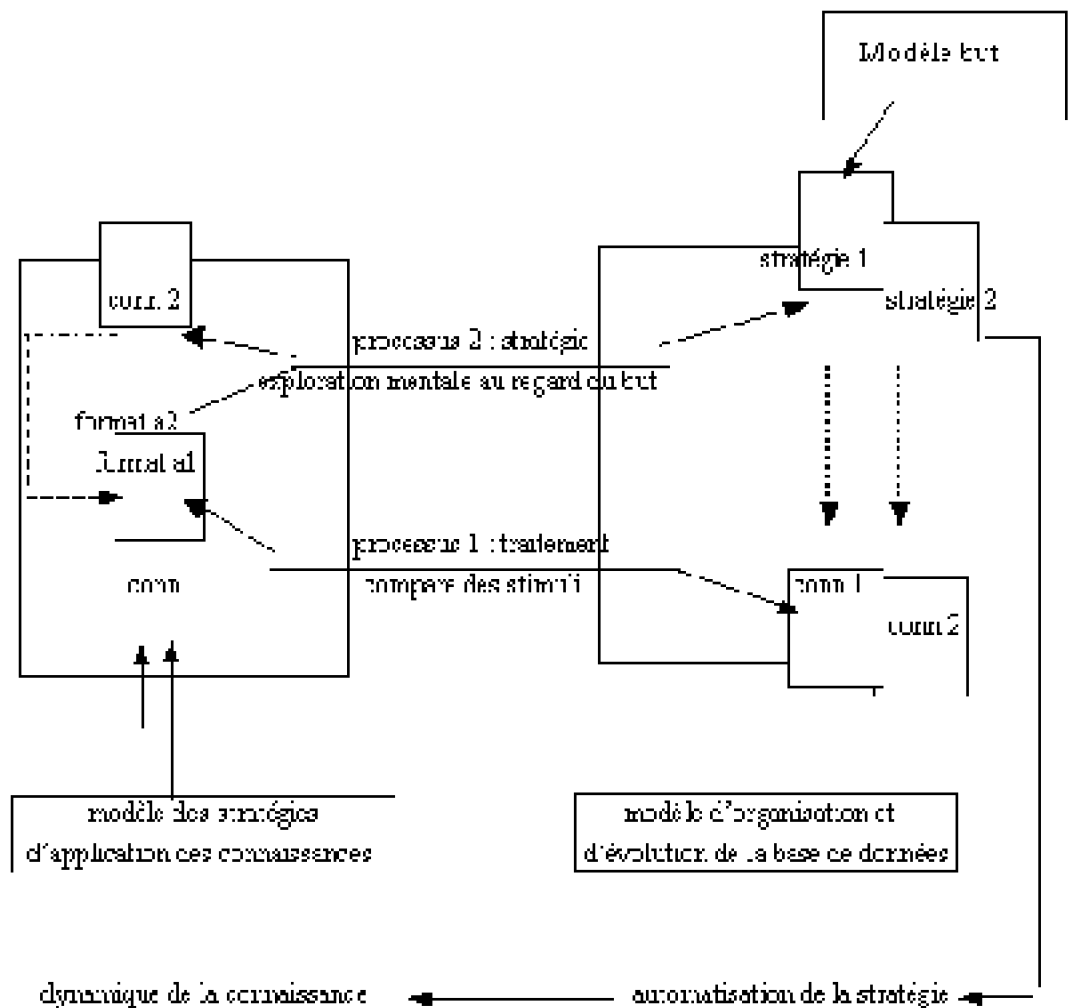 Modèle but
stratégie 1
conn 2
stratégie 2
processus 2 : stratégie
exploration mentale au regard du but
format a2
format a1
processus 1 : traitement
conn
compare des stimuli
conn 1
conn 2
modèle des stratégies
d'application des connaissances
modèle d'organisation et
d'évolution de la base de données
dynamique de la connaissance
automatisation de la stratégie